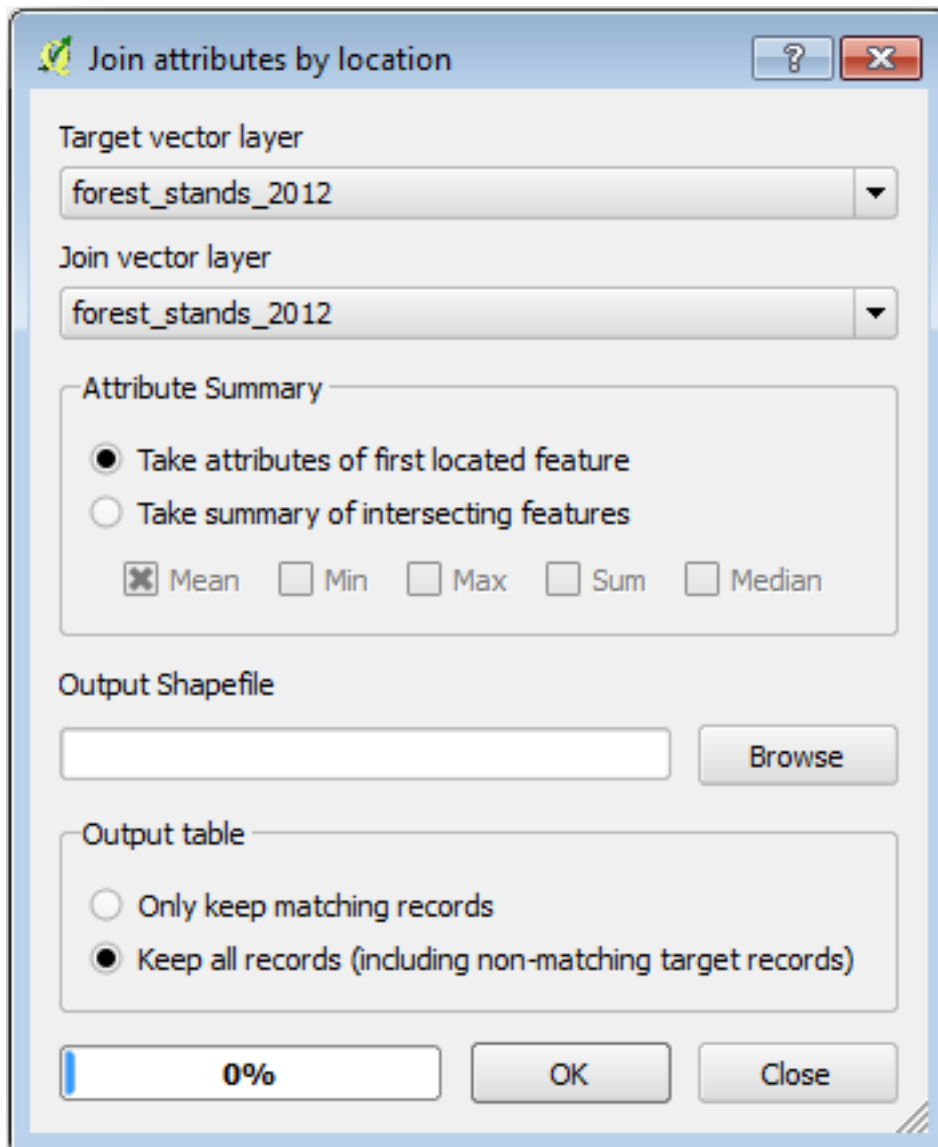 Join attributes by location
Target vector layer
forest_stands_2012
Join vector layer
forest_stands_2012
Attribute Summary
Take attributes of first located feature
Take summary of intersecting features
Mean Min Max Sum Median
Output Shapefile
Browse
Output table
Only keep matching records
Keep all records (including non-matching target records)
0% OK Close